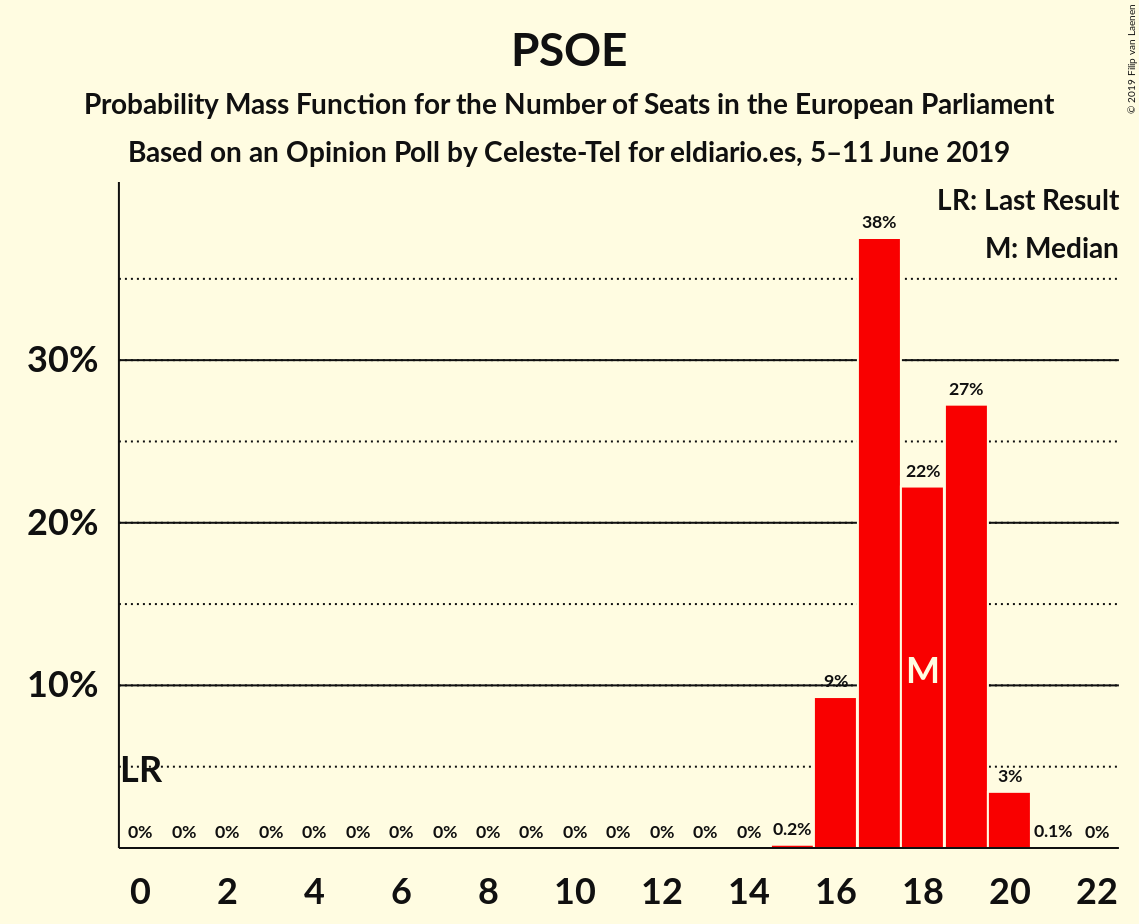 PSOE
Probability Mass Function for the Number of Seats in the European Parliament
Based on an Opinion Poll by Celeste-Tel for eldiario.es, 5–11 June 2019
© 2019 Filip van Laenen
LR: Last Result
M: Median
38%
30%
27%
22%
20%
M
10%
9%
LR
3%
0% 0% 0% 0% 0% 0% 0% 0% 0% 0% 0% 0% 0% 0% 0% 0.2% 0.1% 0%
0 2 4 6 8 10 12 14 16 18 20 22